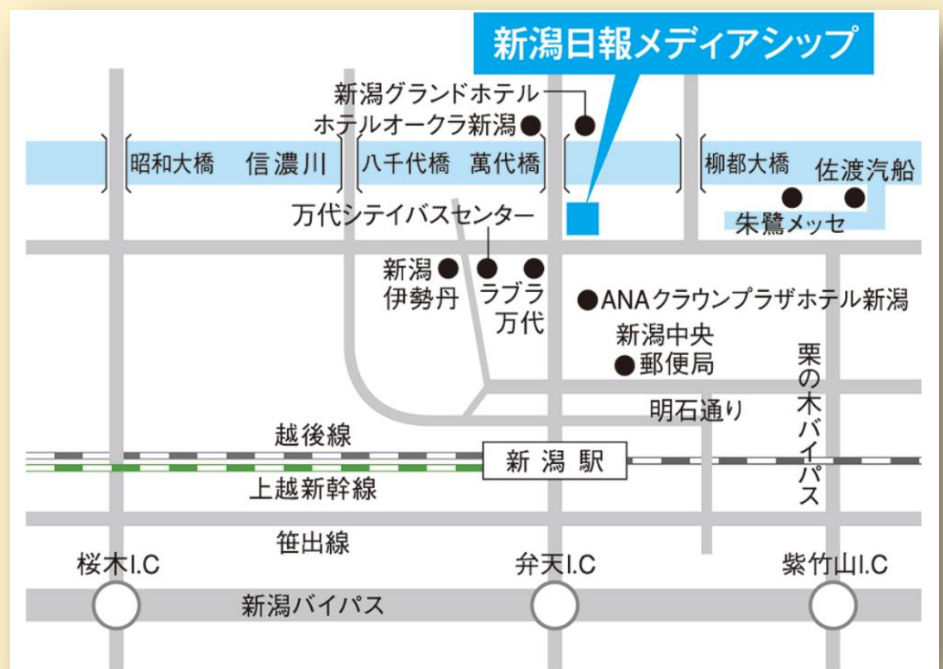 新潟日報メディアシップ
新潟グランドホテル
ホテルオークラ新潟
昭和大橋
信濃川
八千代橋
萬代橋
柳都大橋
佐渡汽船
朱鷺メッセ
万代シテイバスセンター
新潟
伊勢丹
ラブラ
万代
ANAクラウンプラザホテル新潟
新潟中央
郵便局
栗の木バイパス
明石通り
越後線
新潟駅
上越新幹線
笹出線
桜木I.C
弁天I.C
紫竹山I.C
新潟バイパス